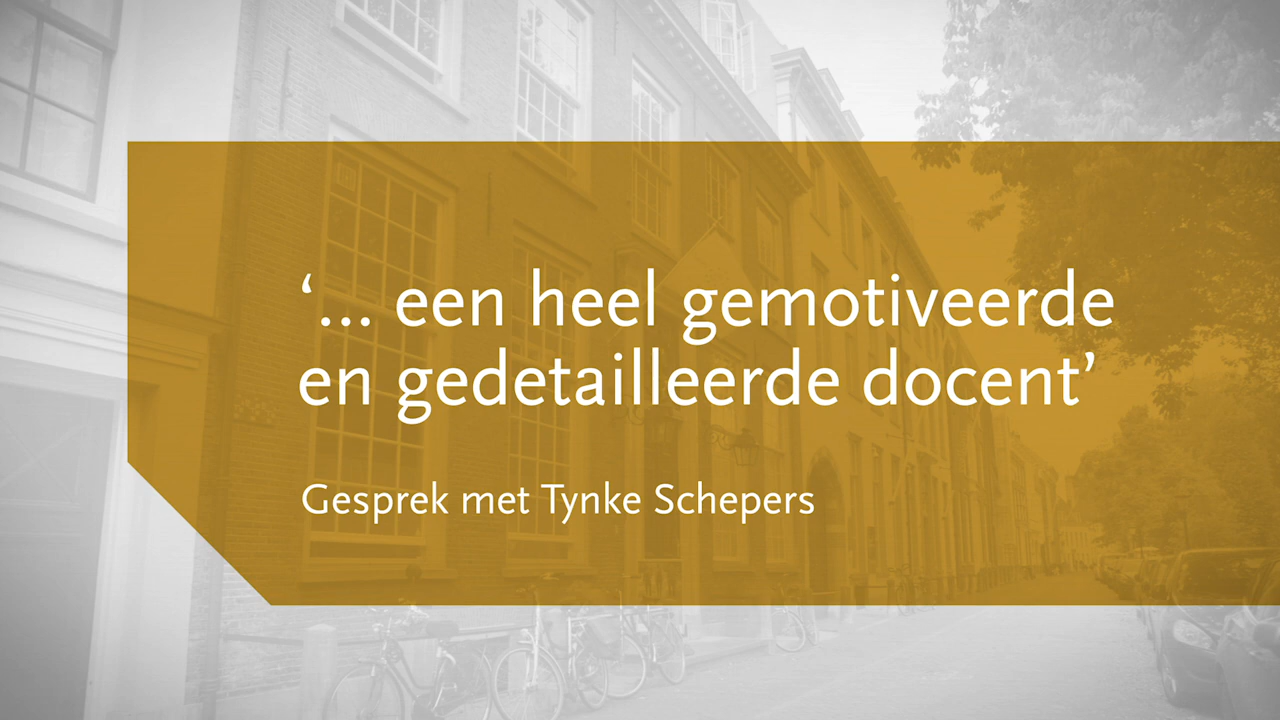 ‘... een heel gemotiveerde
en gedetailleerde docent’
Gesprek met Tynke Schepers